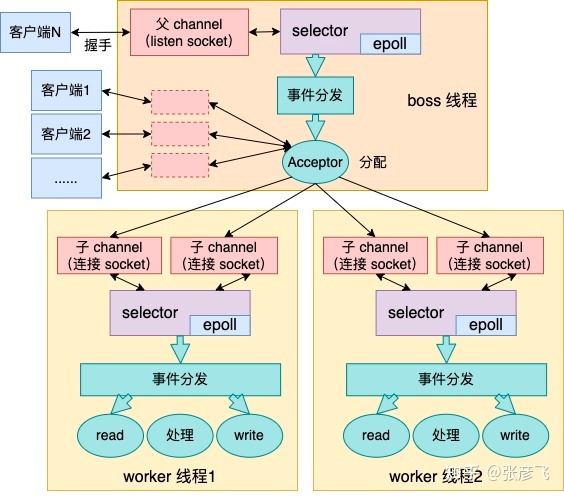 客户端N
握手
父 channel
(listen socket)
selector
epoll
客户端1
客户端2
......
事件分发
boss 线程
Acceptor
分配
子 channel
(连接 socket)
子 channel
(连接 socket)
selector
epoll
事件分发
read
处理
write
worker 线程1
子 channel
(连接 socket)
子 channel
(连接 socket)
selector
epoll
事件分发
read
处理
write
worker 线程2
知乎 @张彦飞